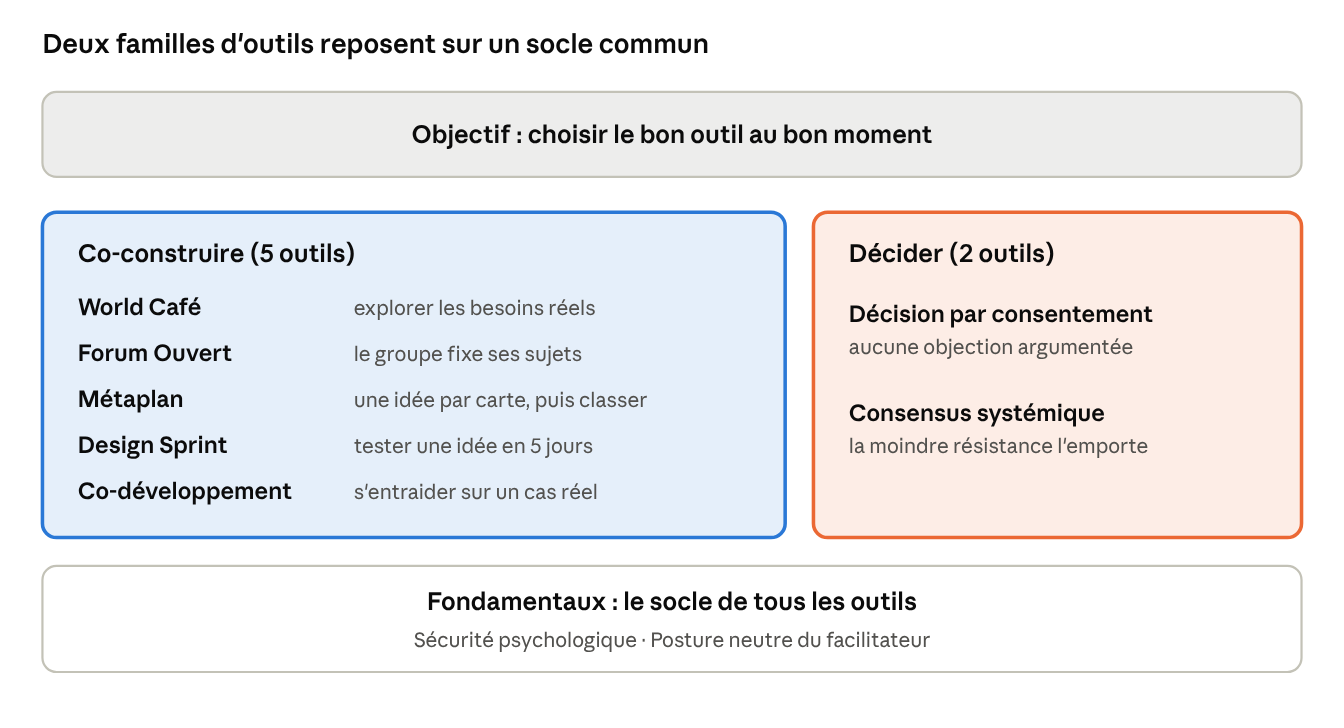 Deux familles d'outils reposent sur un socle commun
Objectif : choisir le bon outil au bon moment
Co-construire (5 outils)
World Café explorer les besoins réels
Forum Ouvert le groupe fixe ses sujets
Métaplan une idée par carte, puis classer
Design Sprint tester une idée en 5 jours
Co-développement s'entraider sur un cas réel
Décider (2 outils)
Décision par consentement
aucune objection argumentée
Consensus systémique
la moindre résistance l'emporte
Fondamentaux : le socle de tous les outils
Sécurité psychologique · Posture neutre du facilitateur